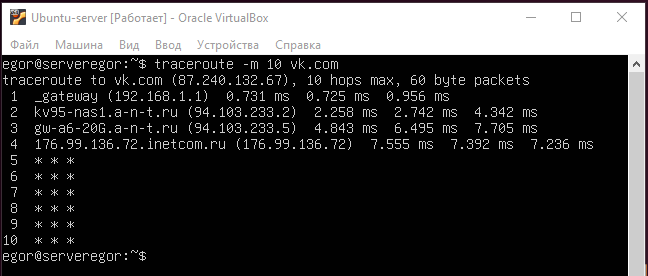 Ubuntu-server [Работает] - Oracle VirtualBox
Файл Машина Вид Ввод Устройства Справка
egor@serveregor:~$ traceroute -m 10 vk.com
traceroute to vk.com (87.240.132.67), 10 hops max, 60 byte packets
1 _gateway (192.168.1.1) 0.731 ms 0.725 ms 0.956 ms
2 kv95-nas1.a-n-t.ru (94.103.233.2) 2.258 ms 2.742 ms 4.342 ms
3 gw-a6-20G.a-n-t.ru (94.103.233.5) 4.843 ms 6.495 ms 7.705 ms
4 176.99.136.72.inetcom.ru (176.99.136.72) 7.555 ms 7.392 ms 7.236 ms
5 * * *
6 * * *
7 * * *
8 * * *
9 * * *
10 * * *
egor@serveregor:~$